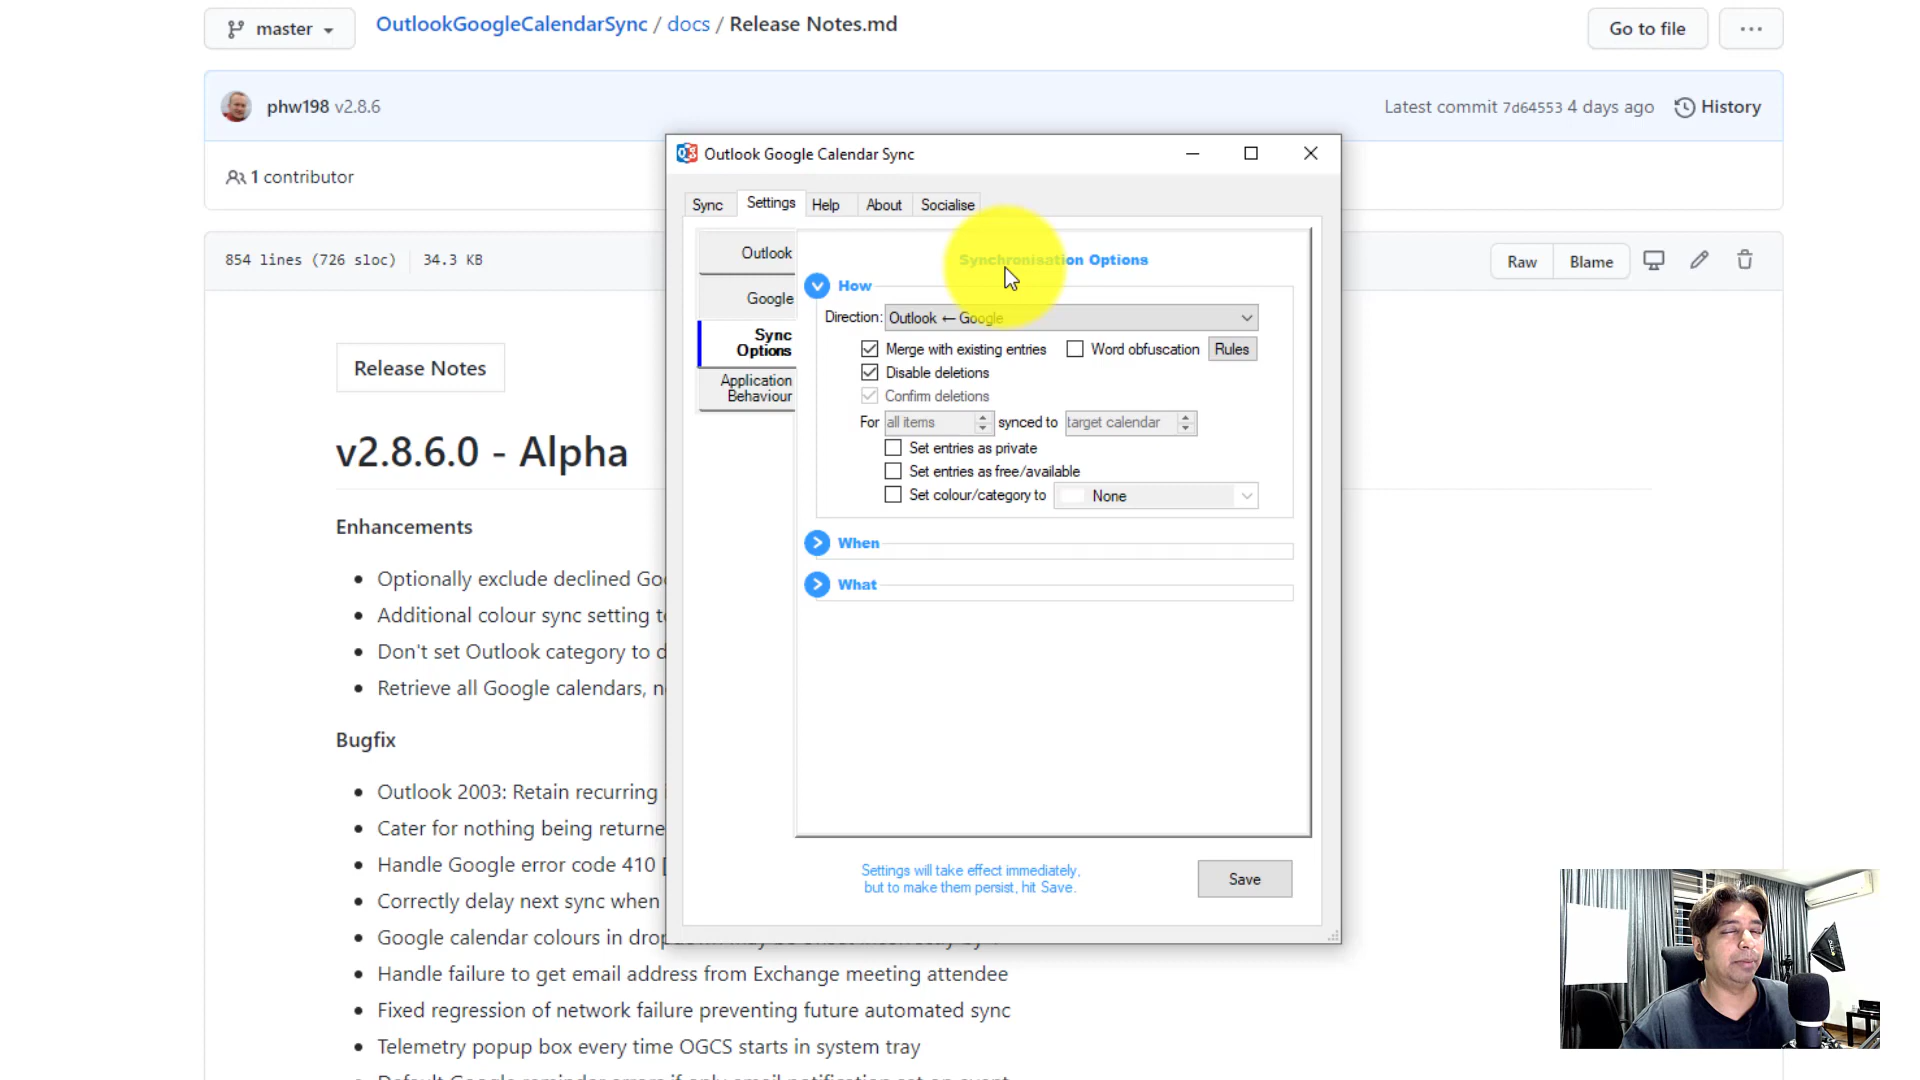 master
OutlookGoogleCalendarSync / docs / Release Notes.md
Go to file
phw198 v2.8.6
Latest commit 7d64553 4 days ago
History
1 contributor
854 lines (726 sloc)
34.3 KB
Raw
Blame
Release Notes
v2.8.6.0 - Alpha
Enhancements
Optionally exclude declined
Additional colour sync setting
Don't set Outlook category to
Retrieve all Google calendars,
Bugfix
Outlook 2003: Retain recurring
Cater for nothing being
Handle Google error code 410
Correctly delay next sync when
Google calendar colours in
Handle failure to get email address from Exchange meeting attendee
Fixed regression of network failure preventing future automated sync
Telemetry popup box every time OGCS starts in system tray
Outlook Google Calendar Sync
Sync
Settings
Help
About
Socialise
Outlook
Google
Sync
Options
Application
Behaviour
Synchronisation Options
How
Direction: Outlook ← Google
Merge with existing entries
Word obfuscation
Rules
Disable deletions
Confirm deletions
For all items synced to target calendar
Set entries as private
Set entries as free/available
Set colour/category to None
When
What
Settings will take effect immediately,
but to make them persist, hit Save.
Save